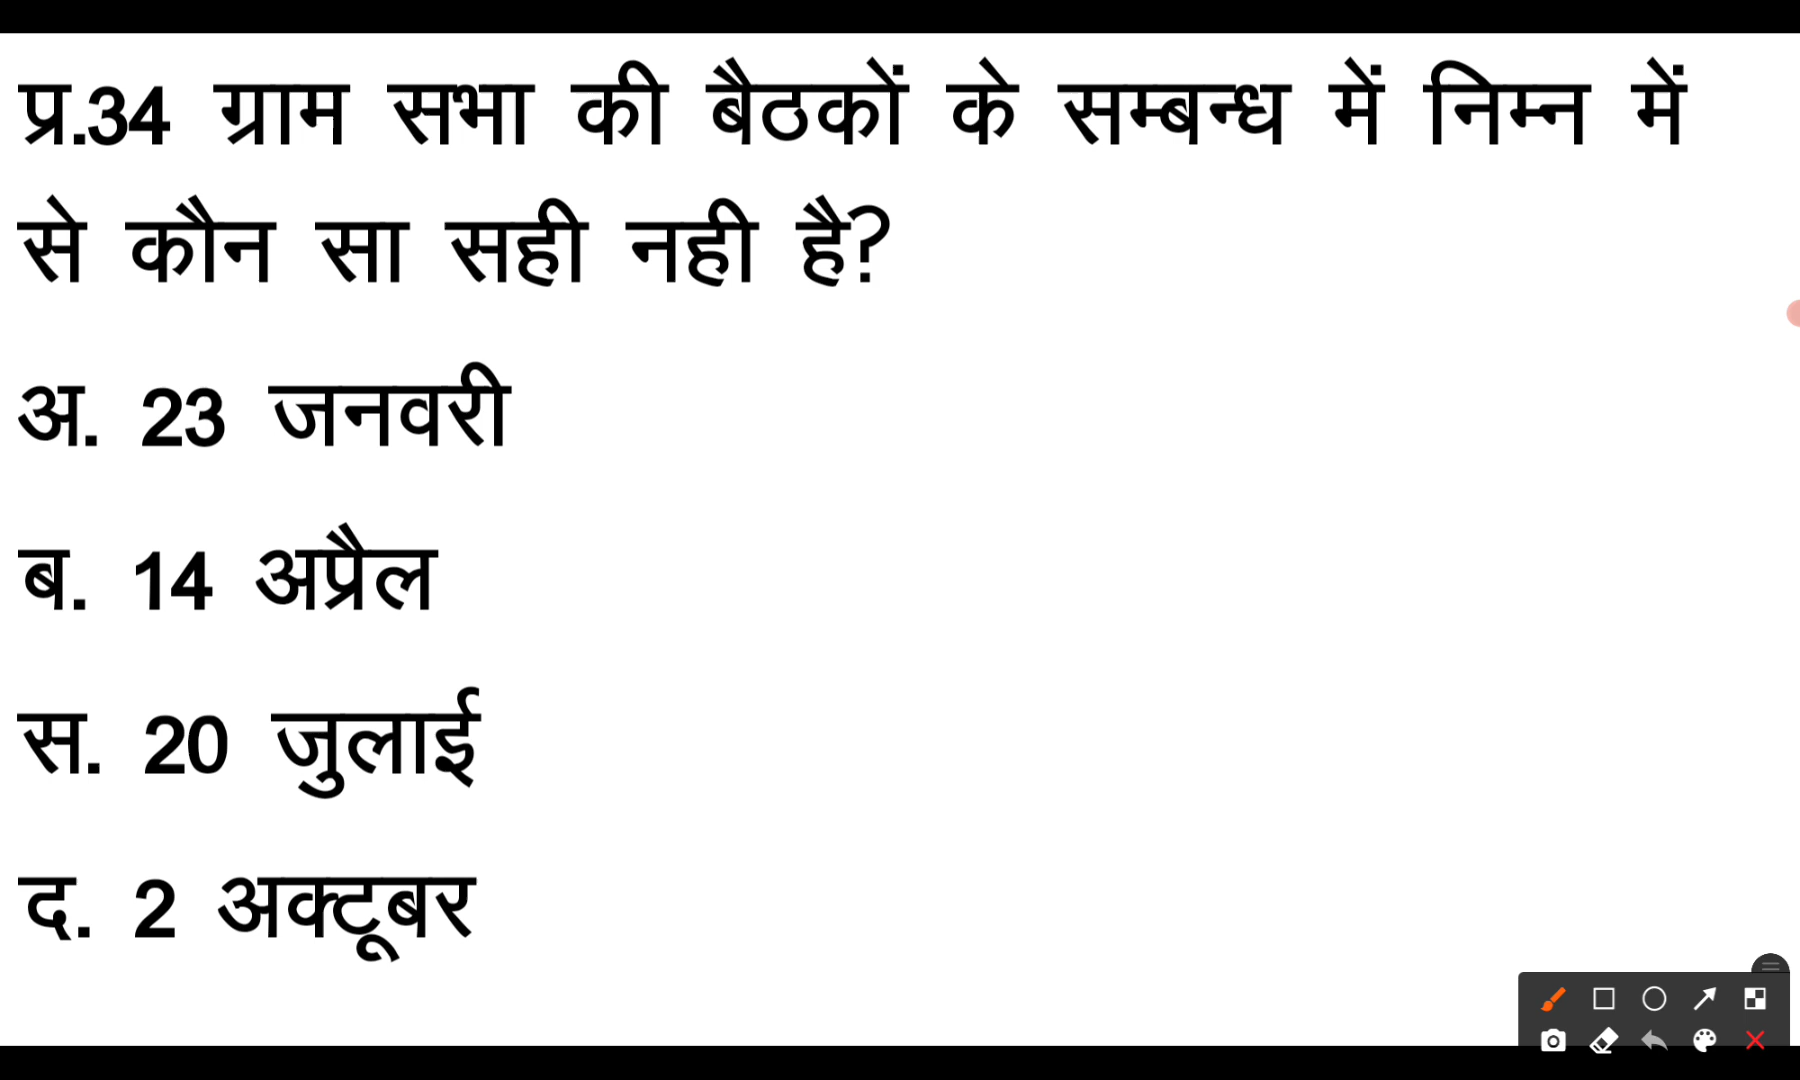 प्र.34 ग्राम सभा की बैठकों के सम्बन्ध में निम्न में
से कौन सा सही नही है?
अ. 23 जनवरी
ब. 14 अप्रैल
स. 20 जुलाई
द. 2 अक्टूबर